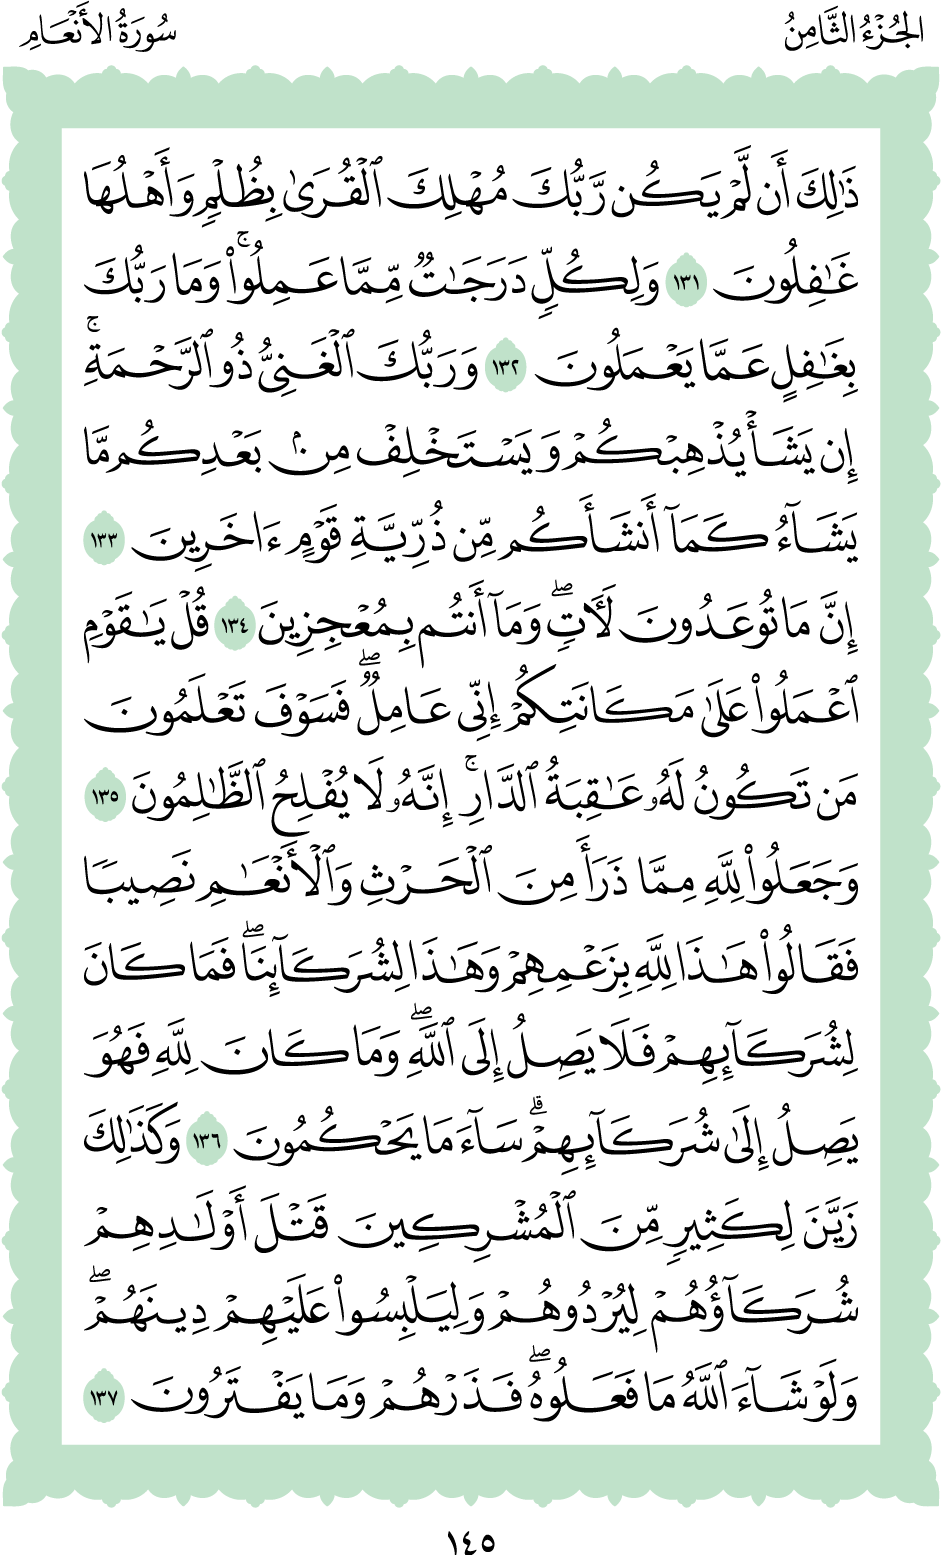 الجُزْءُ الثَّامِنُ
سُورَةُ الأَنْعَامِ
ذَٰلِكَ أَن لَّمۡ يَكُن رَّبُّكَ مُهۡلِكَ ٱلۡقُرَىٰ بِظُلۡمٖ وَأَهۡلُهَا
غَٰفِلُونَ ١٣١ وَلِكُلّٖ دَرَجَٰتٞ مِّمَّا عَمِلُواْۚ وَمَا رَبُّكَ
بِغَٰفِلٍ عَمَّا يَعۡمَلُونَ ١٣٢ وَرَبُّكَ ٱلۡغَنِيُّ ذُو ٱلرَّحۡمَةِۚ
إِن يَشَأۡ يُذۡهِبۡكُمۡ وَيَسۡتَخۡلِفۡ مِنۢ بَعۡدِكُم مَّا
يَشَآءُ كَمَآ أَنشَأَكُم مِّن ذُرِّيَّةِ قَوۡمٍ ءَاخَرِينَ ١٣٣
إِنَّ مَا تُوعَدُونَ لَأٓتٖۖ وَمَآ أَنتُم بِمُعۡجِزِينَ ١٣٤ قُلۡ يَٰقَوۡمِ
ٱعۡمَلُواْ عَلَىٰ مَكَانَتِكُمۡ إِنِّي عَامِلٞۖ فَسَوۡفَ تَعۡلَمُونَ
مَن تَكُونُ لَهُۥ عَٰقِبَةُ ٱلدَّارِۚ إِنَّهُۥ لَا يُفۡلِحُ ٱلظَّٰلِمُونَ ١٣٥
وَجَعَلُواْ لِلَّهِ مِمَّا ذَرَأَ مِنَ ٱلۡحَرۡثِ وَٱلۡأَنۡعَٰمِ نَصِيبٗا
فَقَالُواْ هَٰذَا لِلَّهِ بِزَعۡمِهِمۡ وَهَٰذَا لِشُرَكَآئِنَاۖ فَمَا كَانَ
لِشُرَكَآئِهِمۡ فَلَا يَصِلُ إِلَى ٱللَّهِۖ وَمَا كَانَ لِلَّهِ فَهُوَ
يَصِلُ إِلَىٰ شُرَكَآئِهِمۡۗ سَآءَ مَا يَحۡكُمُونَ ١٣٦ وَكَذَٰلِكَ
زَيَّنَ لِكَثِيرٖ مِّنَ ٱلۡمُشۡرِكِينَ قَتۡلَ أَوۡلَٰدِهِمۡ
شُرَكَآؤُهُمۡ لِيُرۡدُوهُمۡ وَلِيَلۡبِسُواْ عَلَيۡهِمۡ دِينَهُمۡۖ
وَلَوۡ شَآءَ ٱللَّهُ مَا فَعَلُوهُۖ فَذَرۡهُمۡ وَمَا يَفۡتَرُونَ ١٣٧
١٤٥